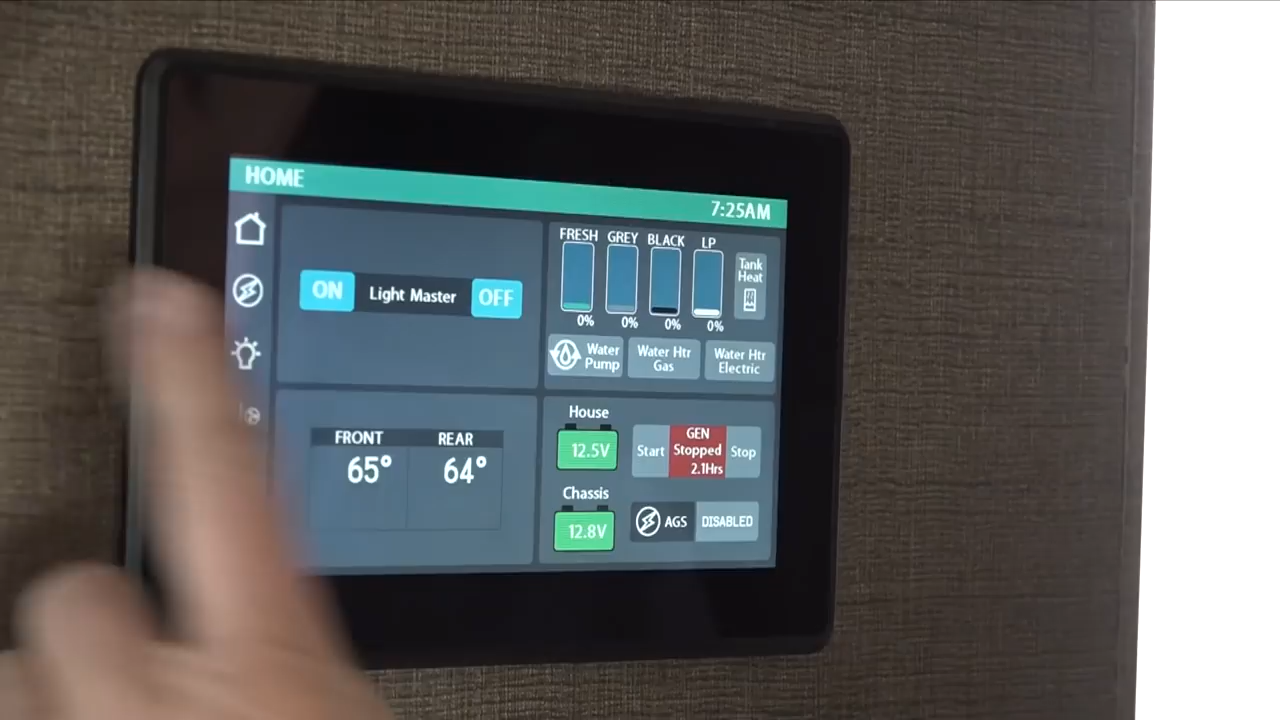 HOME
7:25AM
ON Light Master OFF
FRESH GREY BLACK LP
0% 0% 0% 0%
Tank
Heat
Water
Pump
Water Htr
Gas
Water Htr
Electric
FRONT REAR
65° 64°
House
12.5V
Start
GEN
Stopped
2.1Hrs
Stop
Chassis
12.8V
AGS DISABLED